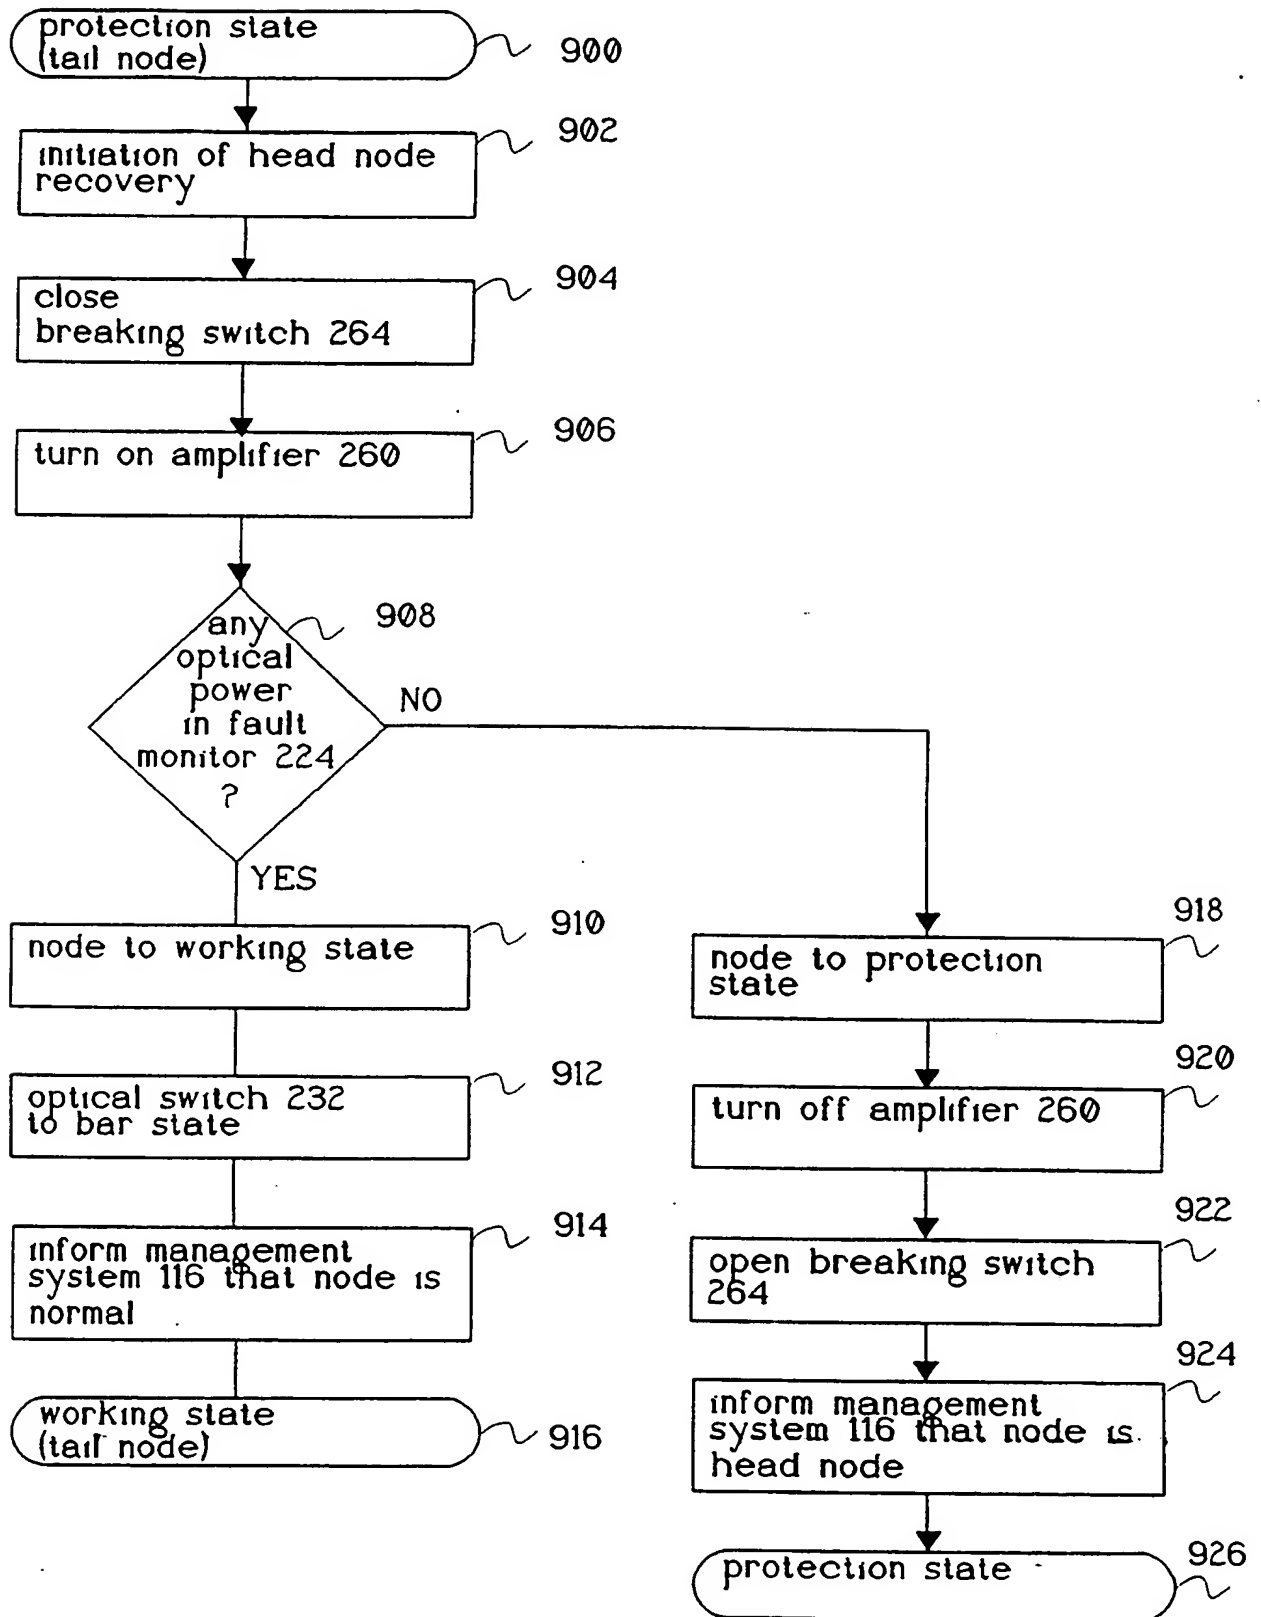 protection state
(tail node)
900
902
initiation of head node
recovery
904
close
breaking switch 264
906
turn on amplifier 260
908
any
optical
power
in fault
monitor 224
?
NO
YES
910
node to working state
912
optical switch 232
to bar state
914
inform management
system 116 that node is
normal
working state
(tail node)
916
918
node to protection
state
920
turn off amplifier 260
922
open breaking switch
264
924
inform management
system 116 that node is
head node
926
protection state